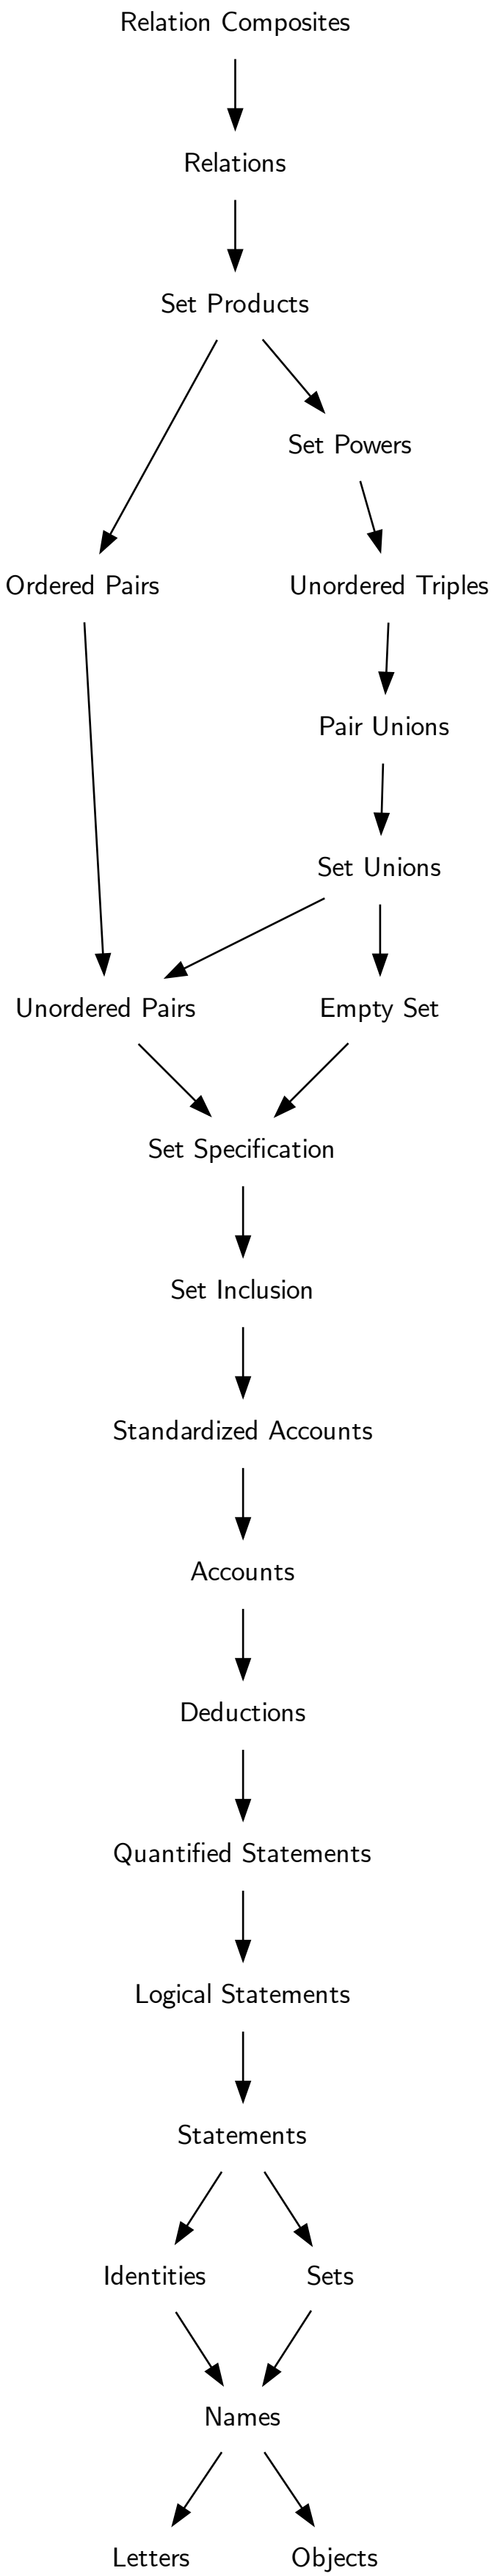 Relation Composites
Relations
Set Products
Set Powers
Ordered Pairs
Unordered Triples
Pair Unions
Set Unions
Unordered Pairs
Empty Set
Set Specification
Set Inclusion
Standardized Accounts
Accounts
Deductions
Quantified Statements
Logical Statements
Statements
Identities
Sets
Names
Letters
Objects